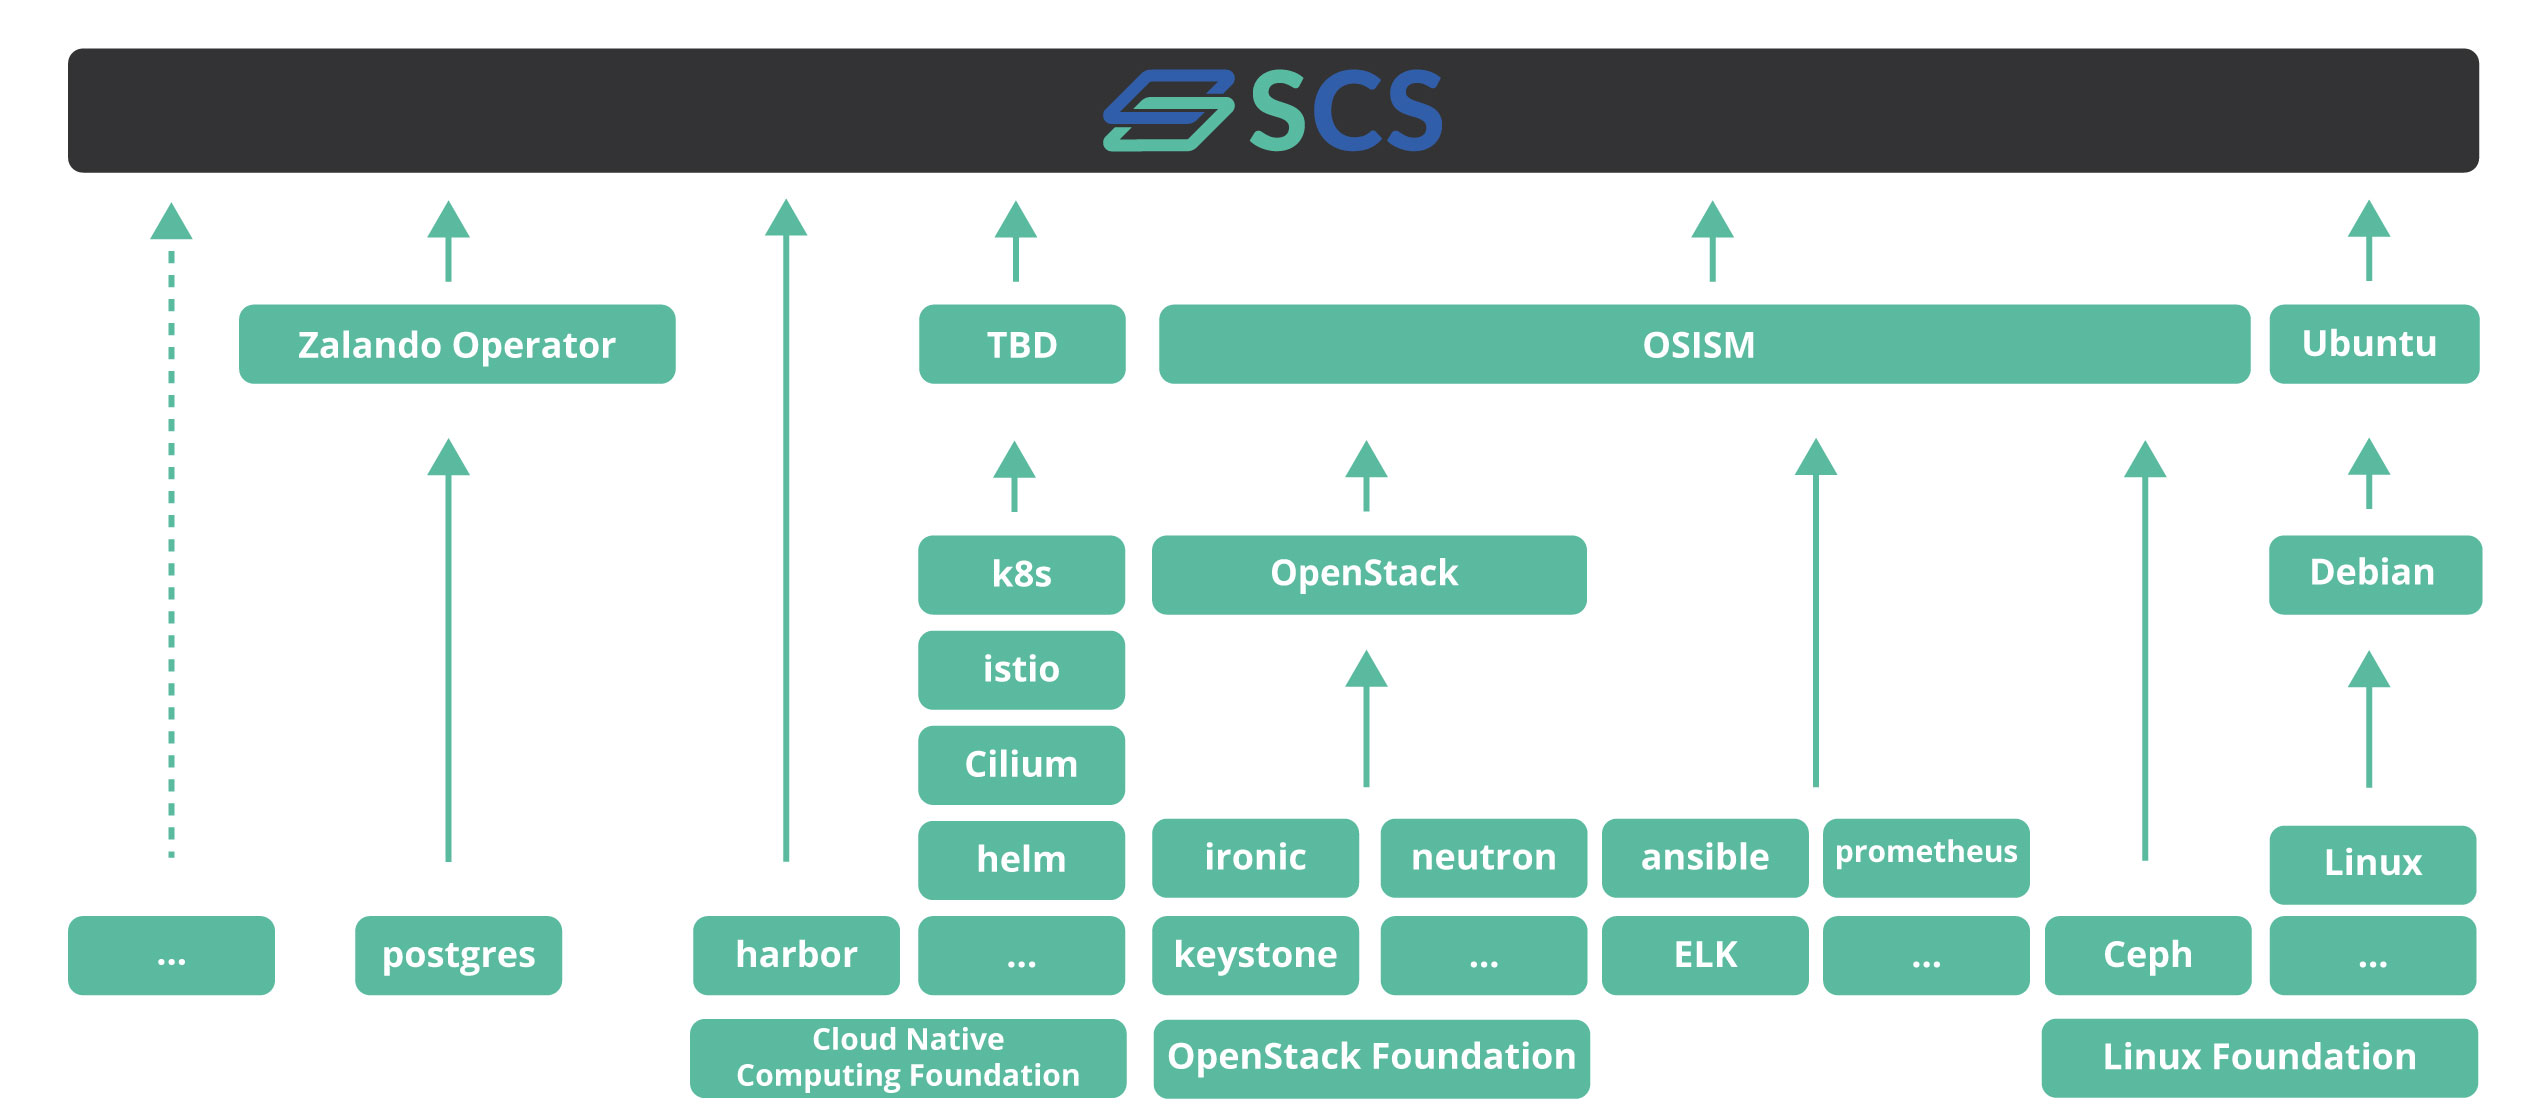 SCS
Zalando Operator
TBD
OSISM
Ubuntu
k8s
OpenStack
Debian
istio
Cilium
helm
ironic
neutron
ansible
prometheus
Linux
...
postgres
harbor
...
keystone
...
ELK
...
Ceph
...
Cloud Native
Computing Foundation
OpenStack Foundation
Linux Foundation